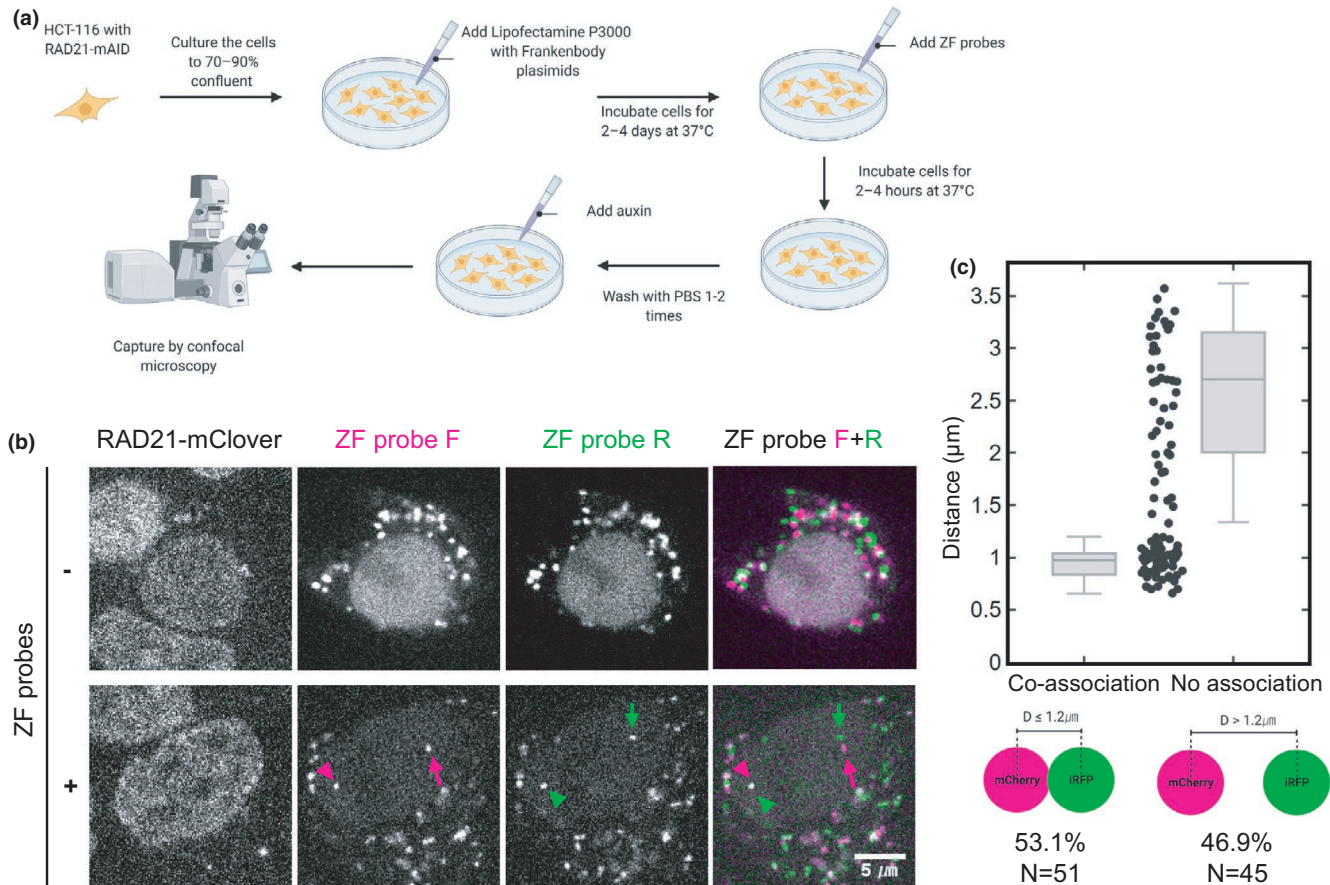 (a)
HCT-116 with
RAD21-mAID
Culture the cells
to 70–90%
confluent
Add Lipofectamine P3000
with Frankenbody
plasimids
Incubate cells for
2–4 days at 37°C
Add ZF probes
Incubate cells for
2–4 hours at 37°C
Wash with PBS 1-2
times
Add auxin
Capture by confocal
microscopy
(b)
RAD21-mClover
ZF probe F
ZF probe R
ZF probe F+R
ZF probes
-
+
5 μm
(c)
Distance (μm)
3.5
3
2.5
2
1.5
1
0.5
0
Co-association
No association
D ≤ 1.2μm
D > 1.2μm
mCherry
iRFP
mCherry
iRFP
53.1%
46.9%
N=51
N=45